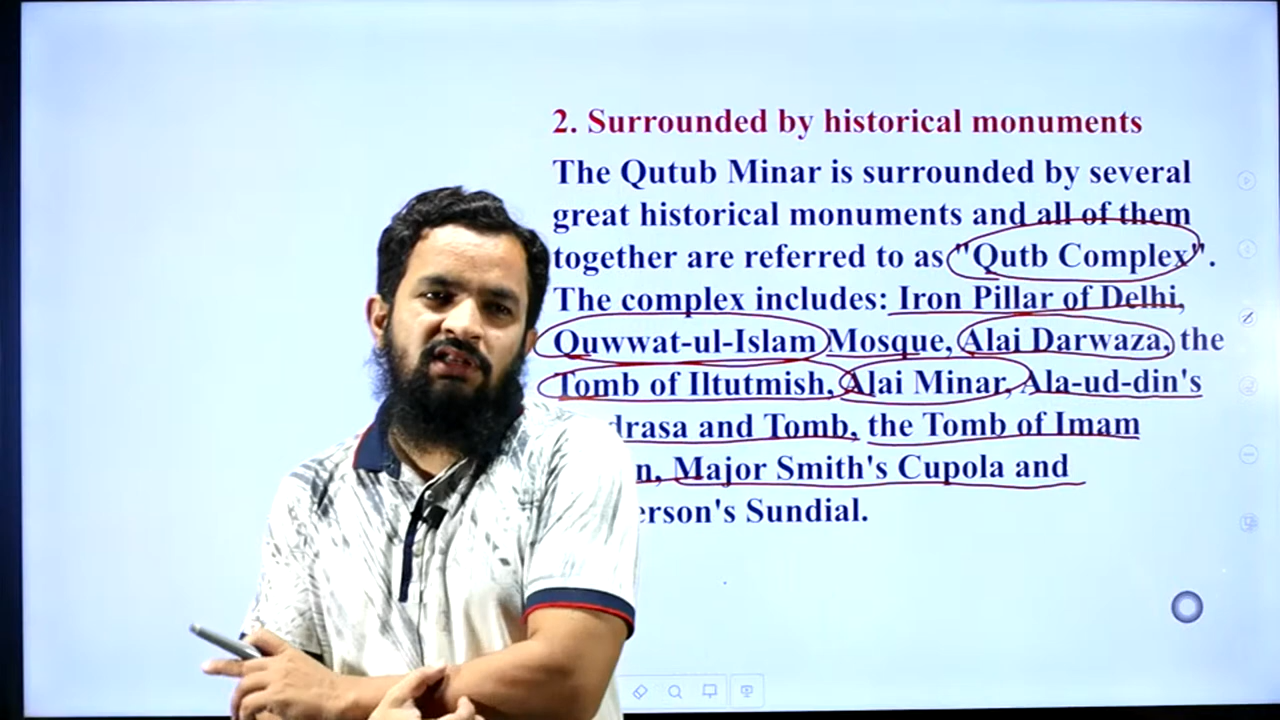 2. Surrounded by historical monuments
The Qutub Minar is surrounded by several
great historical monuments and all of them
together are referred to as "Qutb Complex".
The complex includes: Iron Pillar of Delhi,
Quwwat-ul-Islam Mosque, Alai Darwaza, the
Tomb of Iltutmish, Alai Minar, Ala-ud-din's
and Tomb, the Tomb of Imam
Major Smith's Cupola and
Sundial.